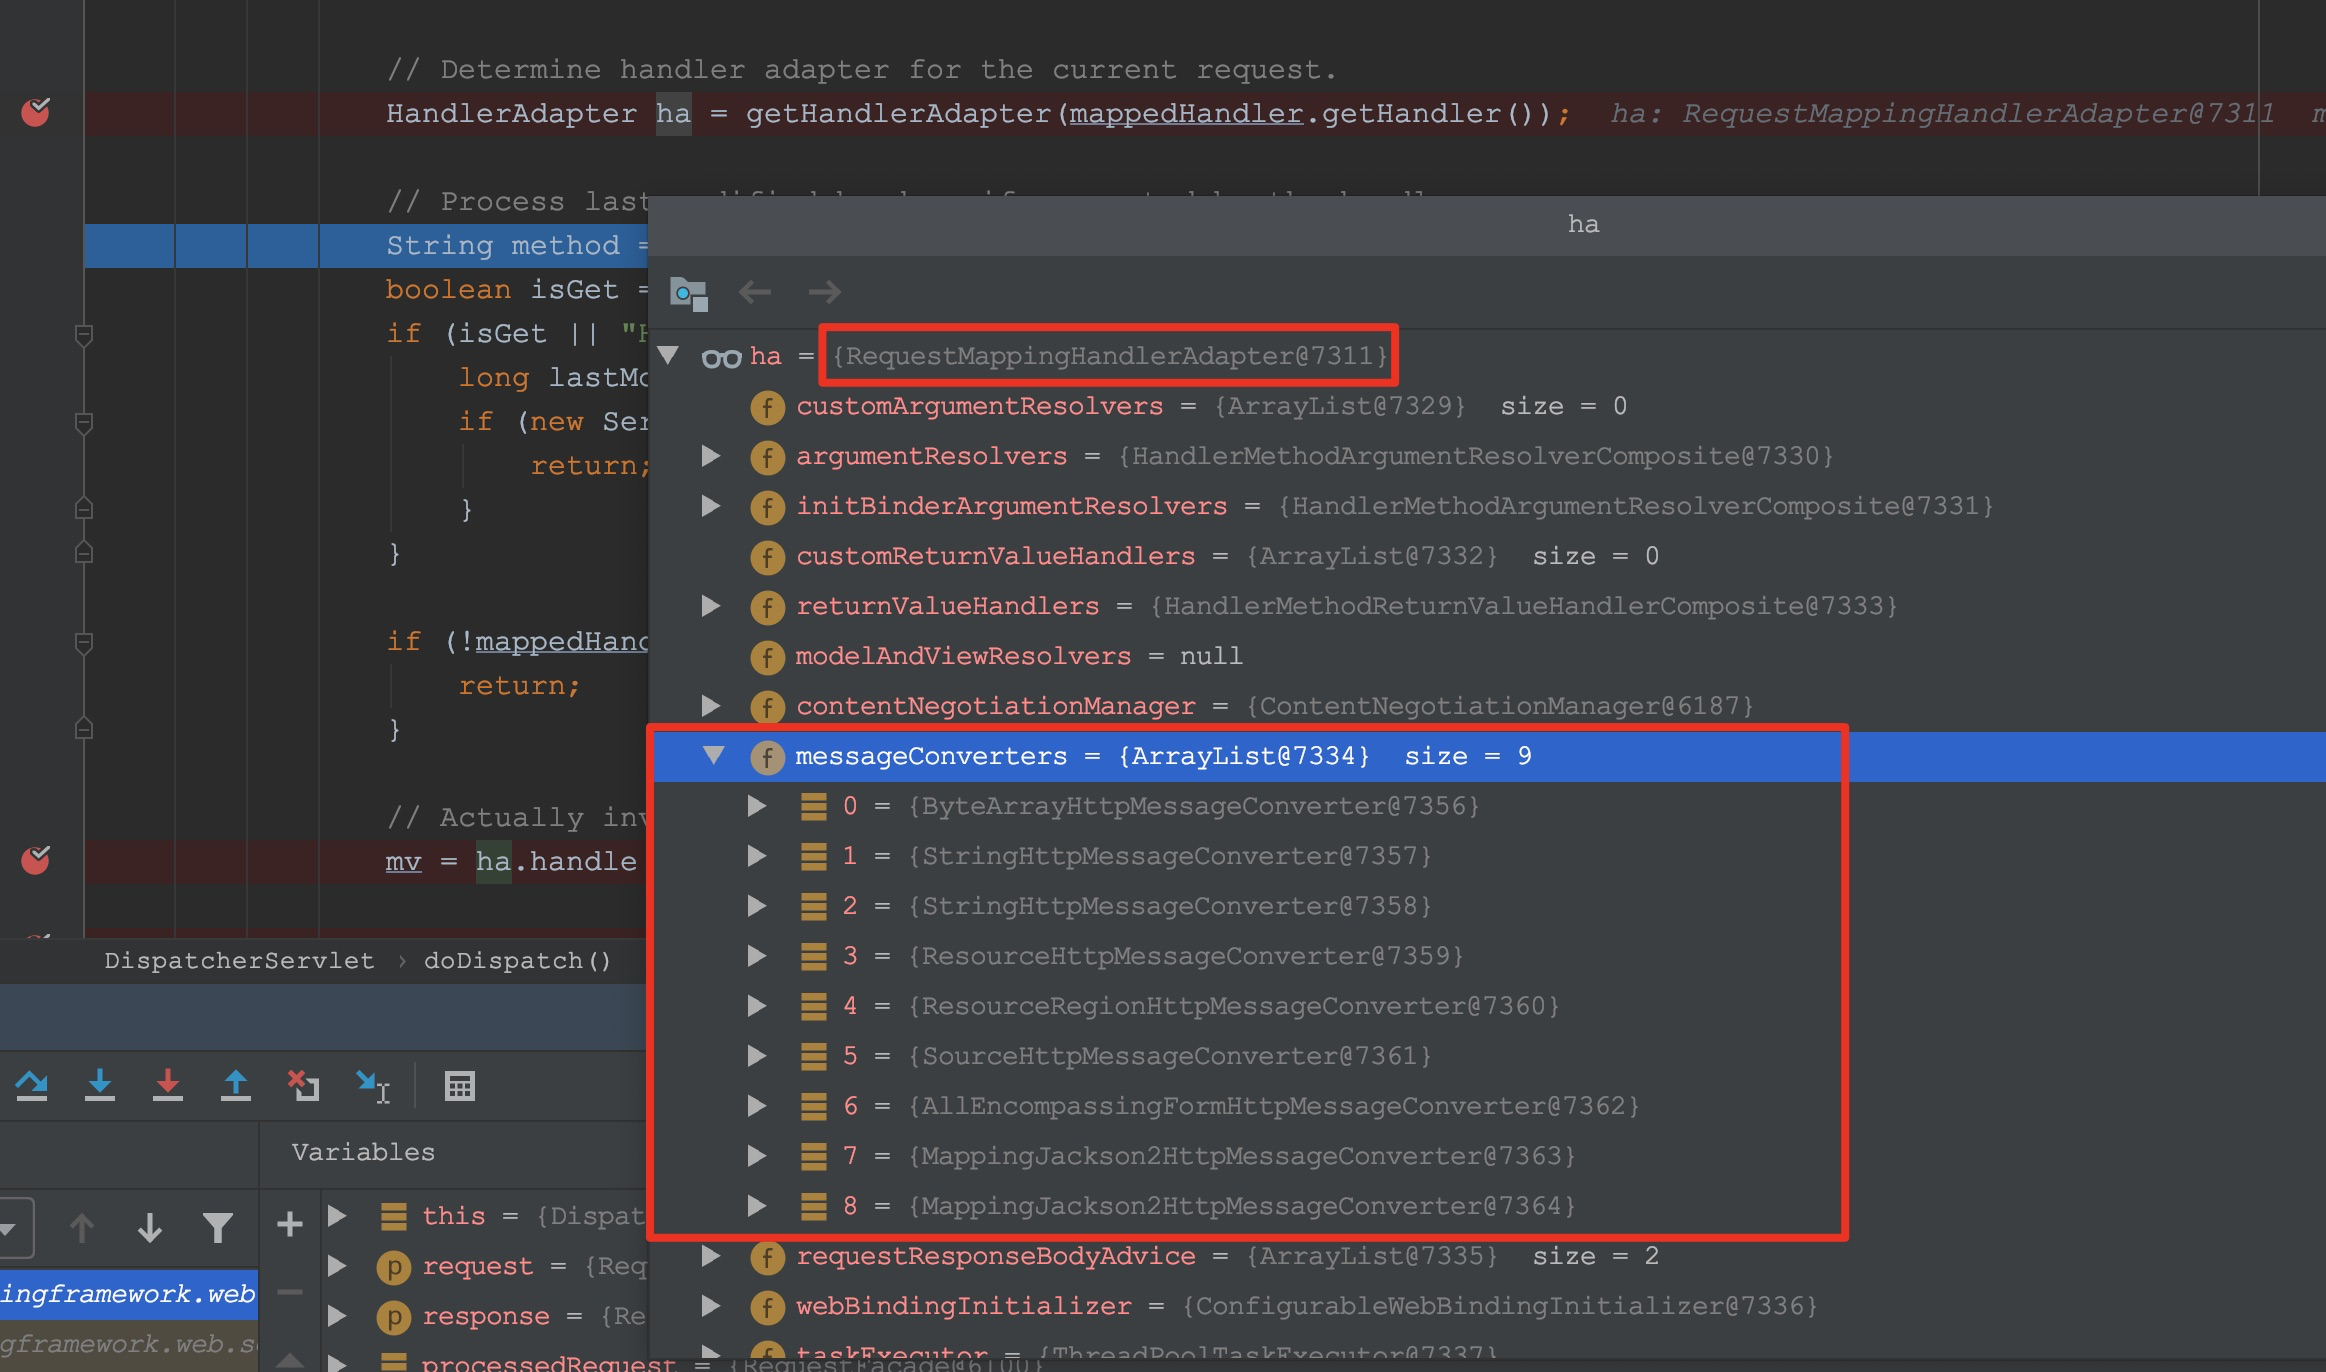 // Determine handler adapter for the current request.
HandlerAdapter ha = getHandlerAdapter(mappedHandler.getHandler()); ha: RequestMappingHandlerAdapter@7311
// Process last
String method =
boolean isGet =
if (isGet || "H
long lastMo
if (new Ser
return;
}
}
if (!mappedHand
return;
}
// Actually inv
mv = ha.handle
DispatcherServlet › doDispatch()
ha
ha = {RequestMappingHandlerAdapter@7311}
f customArgumentResolvers = {ArrayList@7329} size = 0
f argumentResolvers = {HandlerMethodArgumentResolverComposite@7330}
f initBinderArgumentResolvers = {HandlerMethodArgumentResolverComposite@7331}
f customReturnValueHandlers = {ArrayList@7332} size = 0
f returnValueHandlers = {HandlerMethodReturnValueHandlerComposite@7333}
f modelAndViewResolvers = null
f contentNegotiationManager = {ContentNegotiationManager@6187}
f messageConverters = {ArrayList@7334} size = 9
0 = {ByteArrayHttpMessageConverter@7356}
1 = {StringHttpMessageConverter@7357}
2 = {StringHttpMessageConverter@7358}
3 = {ResourceHttpMessageConverter@7359}
4 = {ResourceRegionHttpMessageConverter@7360}
5 = {SourceHttpMessageConverter@7361}
6 = {AllEncompassingFormHttpMessageConverter@7362}
7 = {MappingJackson2HttpMessageConverter@7363}
8 = {MappingJackson2HttpMessageConverter@7364}
f requestResponseBodyAdvice = {ArrayList@7335} size = 2
f webBindingInitializer = {ConfigurableWebBindingInitializer@7336}
f taskExecutor = {ThreadPoolTaskExecutor@7337}
Variables
this = {Dispat
p request = {Req
p response = {Re
processedRequest = {RequestFacade@6100}
ingframework.web
gframework.web.s